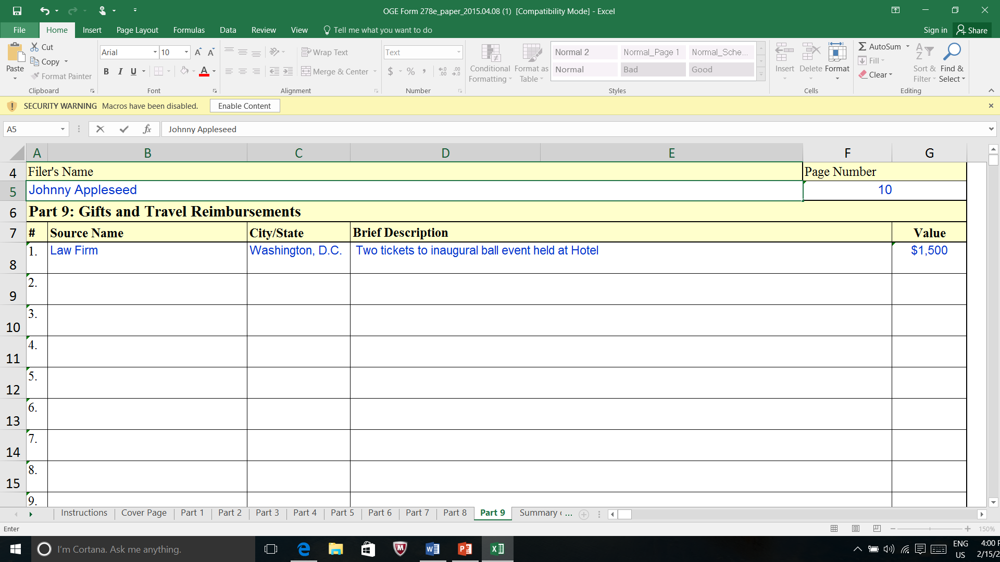 OGE Form 278e_paper_2015.04.08 (1)  [Compatibility Mode] - Excel
File Home Insert Page Layout Formulas Data Review View Tell me what you want to do Sign in Share
Cut
Copy
Format Painter
Paste
Clipboard
Arial 10
B I U
Font
Wrap Text
Merge & Center
Alignment
Text
$ % ,
Number
Conditional Formatting
Format as Table
Normal 2 Normal_Page 1 Normal_Sche...
Normal Bad Good
Styles
Insert Delete Format
Cells
AutoSum
Fill
Clear
Sort & Filter
Find & Select
Editing
SECURITY WARNING Macros have been disabled. Enable Content
A5 fx Johnny Appleseed
A B C D E F G
4 Filer's Name Page Number
5 Johnny Appleseed 10
6 Part 9: Gifts and Travel Reimbursements
7 # Source Name City/State Brief Description Value
8 1. Law Firm Washington, D.C. Two tickets to inaugural ball event held at Hotel $1,500
9 2.
10 3.
11 4.
12 5.
13 6.
14 7.
15 8.
9.
Instructions Cover Page Part 1 Part 2 Part 3 Part 4 Part 5 Part 6 Part 7 Part 8 Part 9 Summary ...
Enter 150%
I'm Cortana. Ask me anything.
ENG 4:00
US 2/15/2